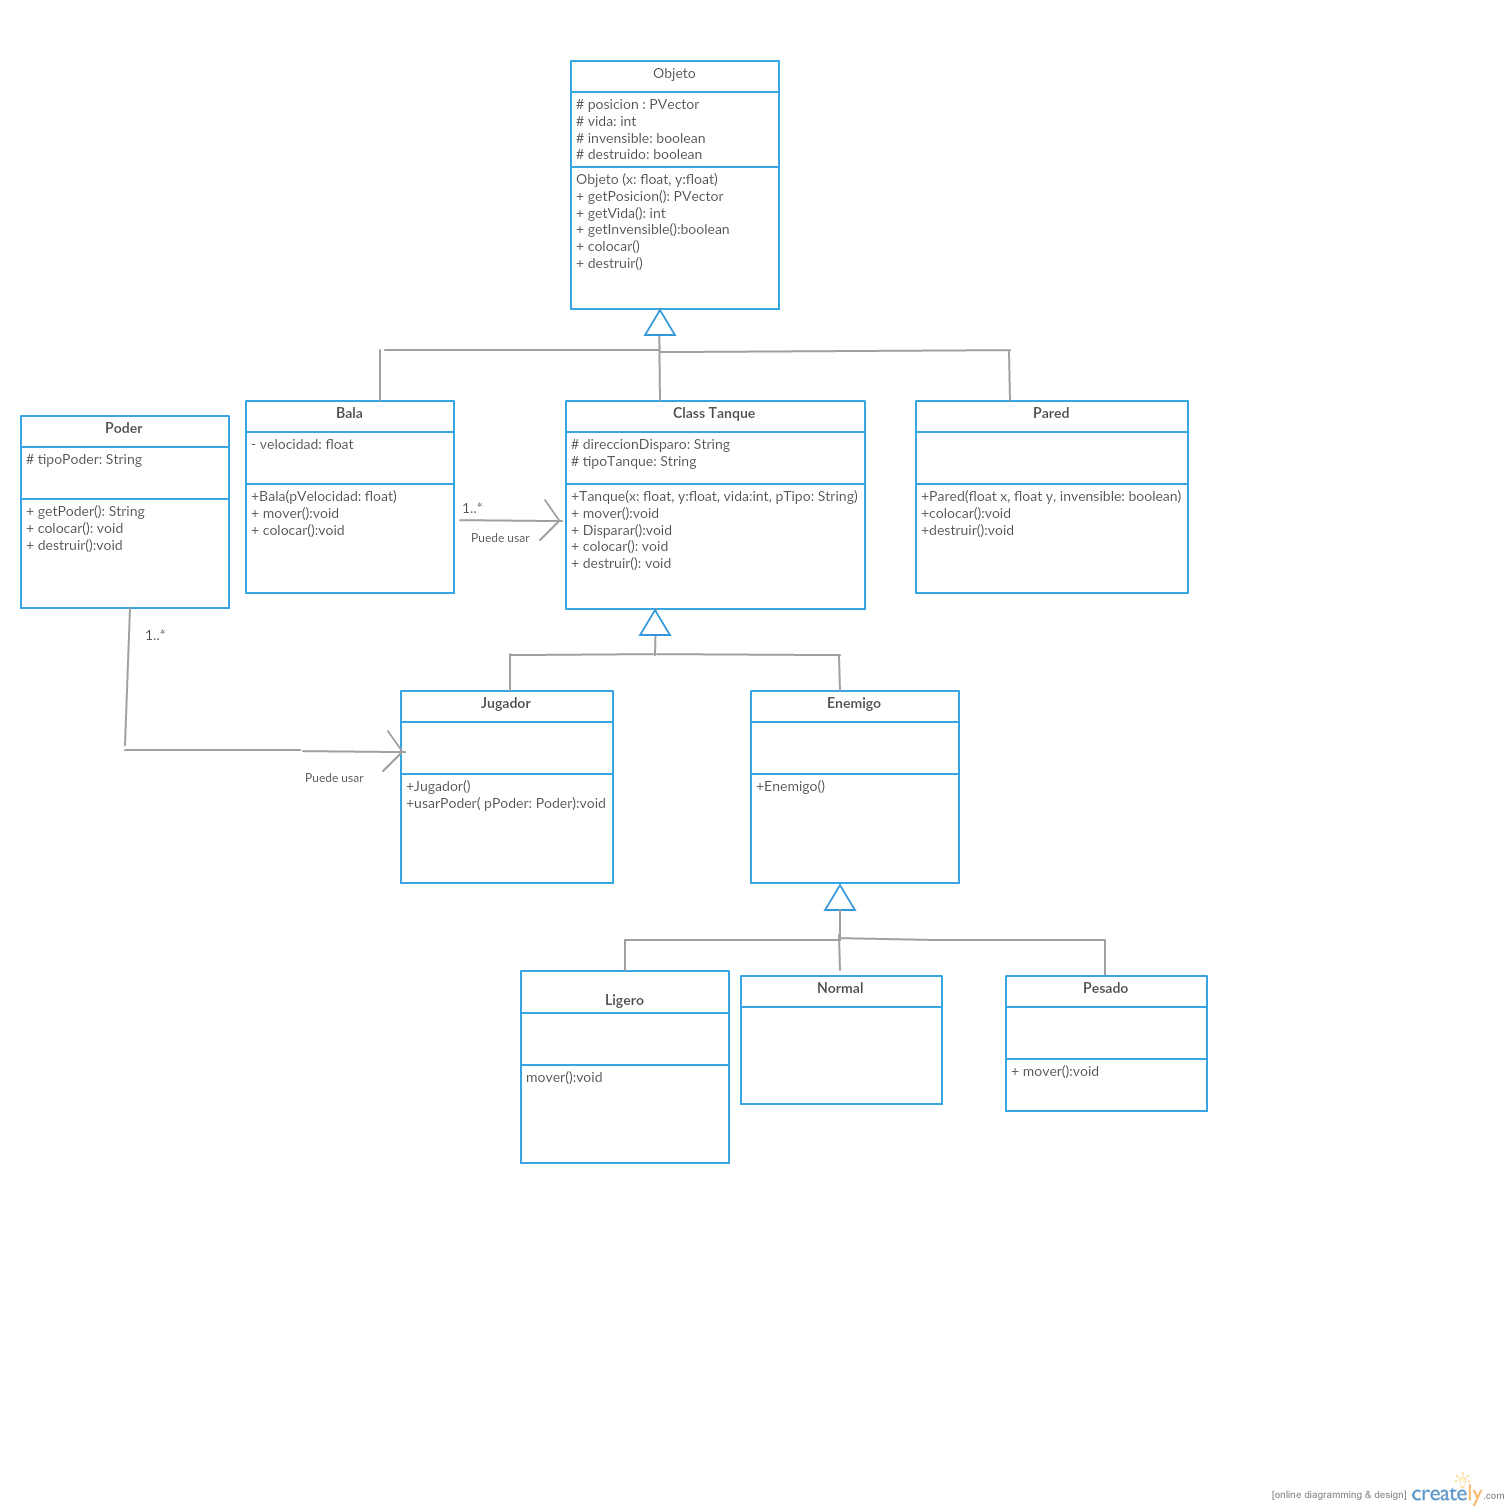 Objeto
# posicion : PVector
# vida: int
# invensible: boolean
# destruido: boolean
Objeto (x: float, y:float)
+ getPosicion(): PVector
+ getVida(): int
+ getInvensible():boolean
+ colocar()
+ destruir()
Poder
# tipoPoder: String
+ getPoder(): String
+ colocar(): void
+ destruir():void
Bala
- velocidad: float
+Bala(pVelocidad: float)
+ mover():void
+ colocar():void
1..*
Puede usar
Class Tanque
# direccionDisparo: String
# tipoTanque: String
+Tanque(x: float, y:float, vida:int, pTipo: String)
+ mover():void
+ Disparar():void
+ colocar(): void
+ destruir(): void
Pared
+Pared(float x, float y, invensible: boolean)
+colocar():void
+destruir():void
1..*
Puede usar
Jugador
+Jugador()
+usarPoder( pPoder: Poder):void
Enemigo
+Enemigo()
Ligero
mover():void
Normal
Pesado
+ mover():void
[online diagramming & design] creately.com